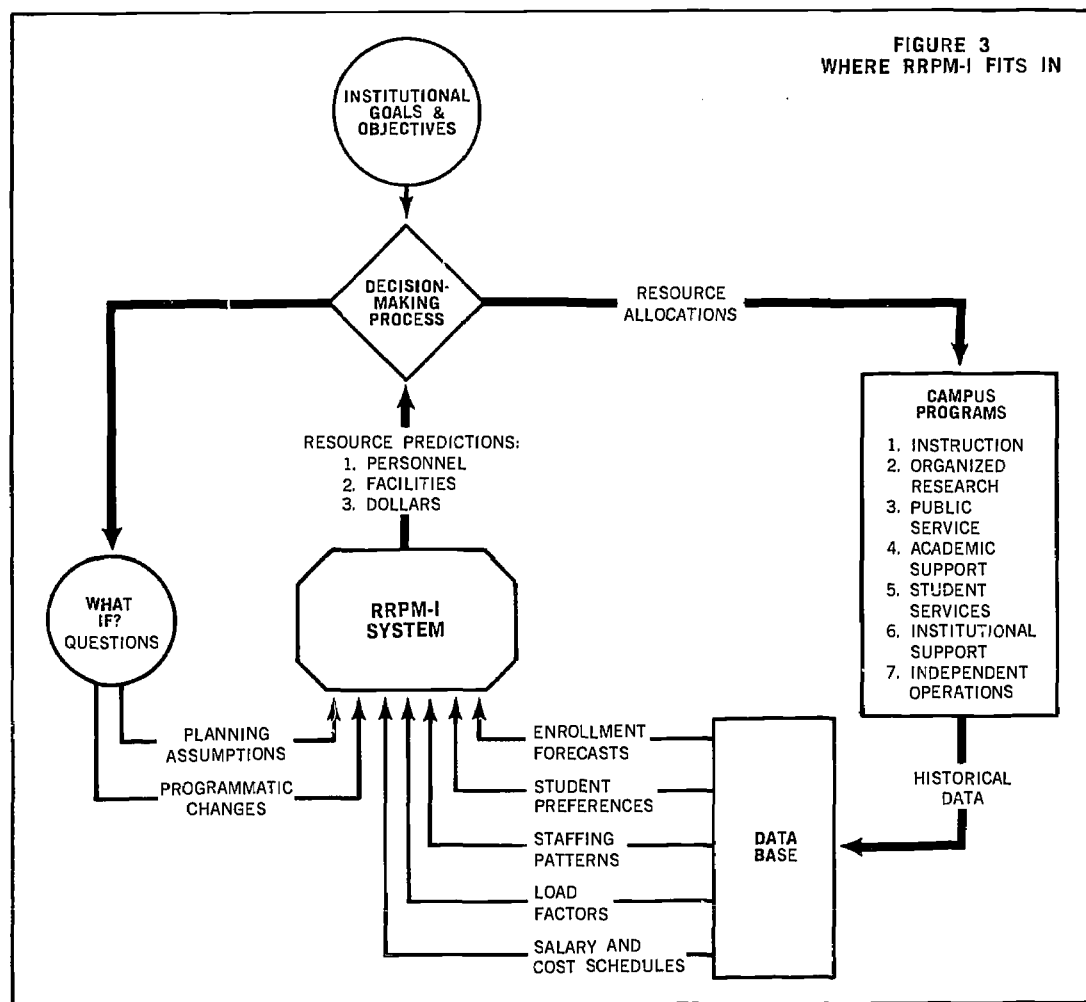 FIGURE 3
WHERE RRPM-I FITS IN
INSTITUTIONAL
GOALS &
OBJECTIVES
DECISION-
MAKING
PROCESS
RESOURCE
ALLOCATIONS
CAMPUS
PROGRAMS
1. INSTRUCTION
2. ORGANIZED
RESEARCH
3. PUBLIC
SERVICE
4. ACADEMIC
SUPPORT
5. STUDENT
SERVICES
6. INSTITUTIONAL
SUPPORT
7. INDEPENDENT
OPERATIONS
RESOURCE PREDICTIONS:
1. PERSONNEL
2. FACILITIES
3. DOLLARS
RRPM-I
SYSTEM
WHAT
IF?
QUESTIONS
PLANNING
ASSUMPTIONS
PROGRAMMATIC
CHANGES
ENROLLMENT
FORECASTS
STUDENT
PREFERENCES
STAFFING
PATTERNS
LOAD
FACTORS
SALARY AND
COST SCHEDULES
DATA
BASE
HISTORICAL
DATA